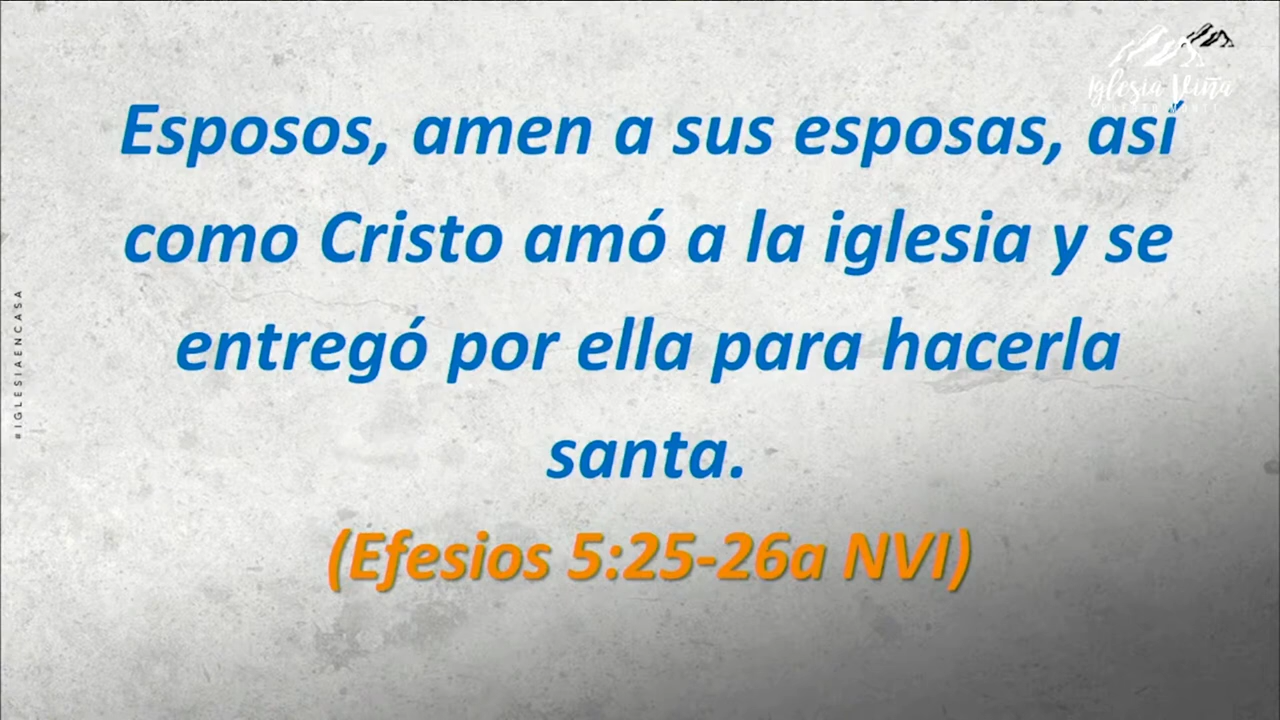 Iglesia Viña
Esposos, amen a sus esposas, así
como Cristo amó a la iglesia y se
entregó por ella para hacerla
santa.
(Efesios 5:25-26a NVI)
#IGLESIAENCASA